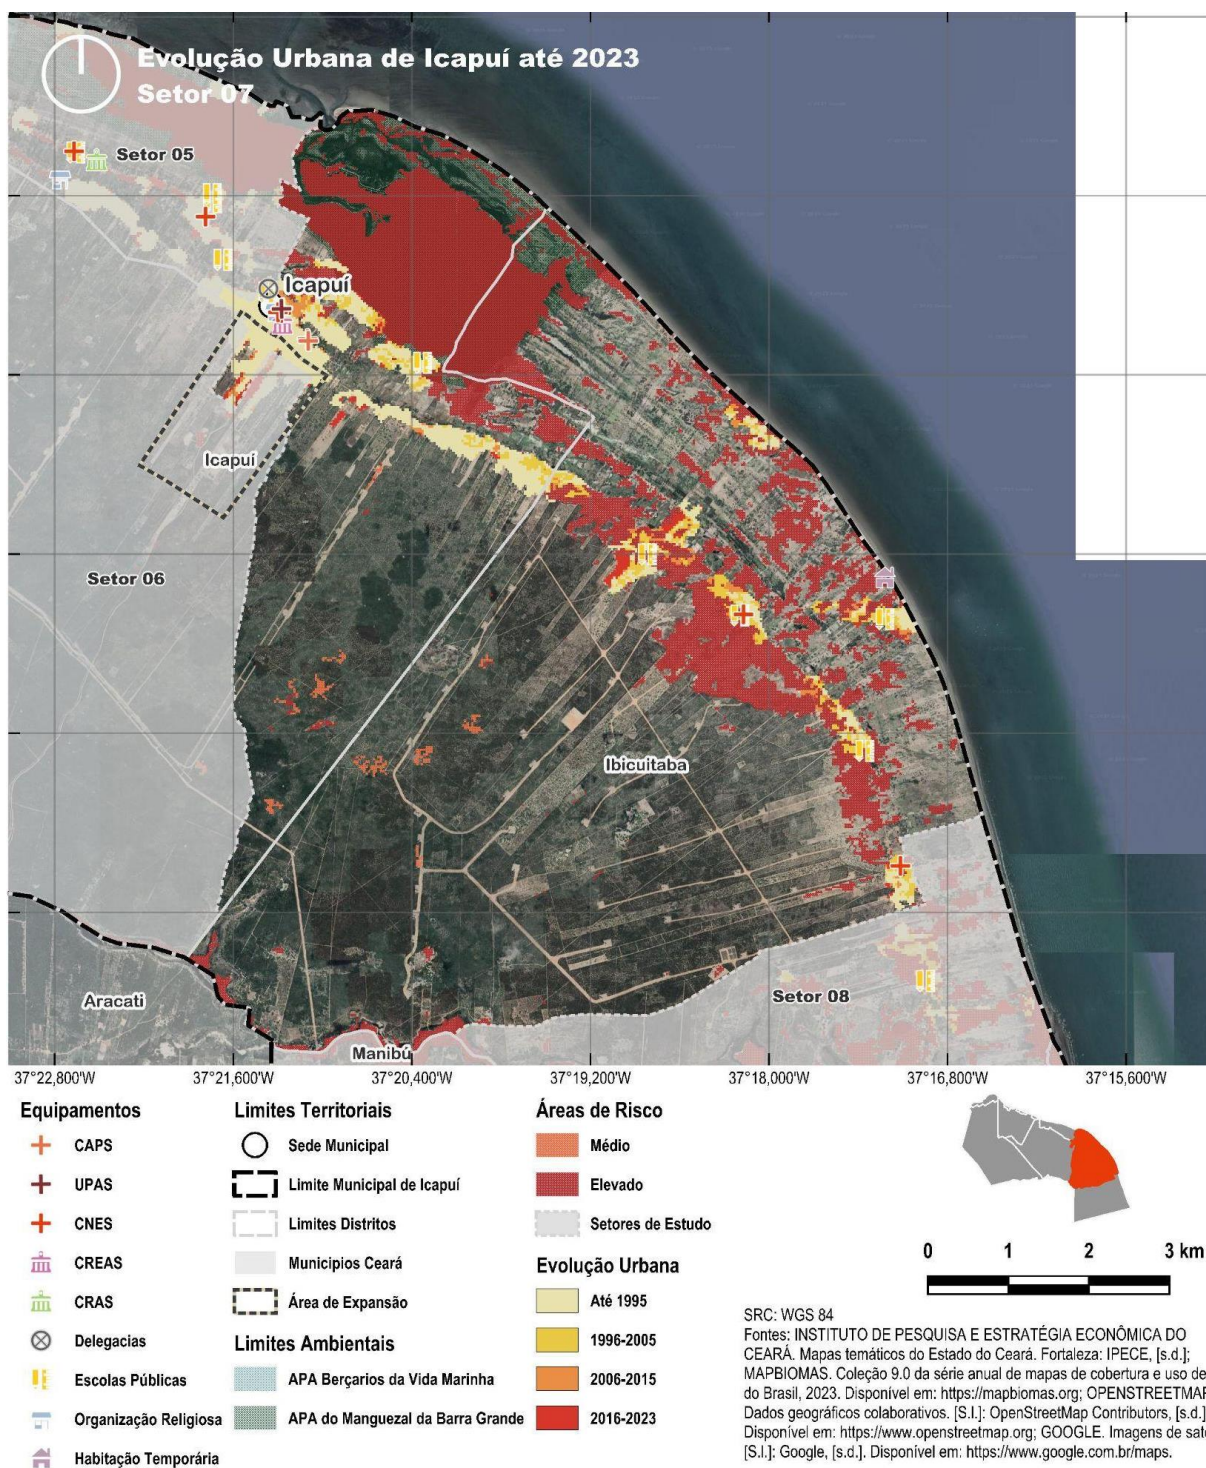 Evolução Urbana de Icapuí até 2023
Setor 07
Setor 05
Icapuí
Icapuí
Setor 06
Ibicuitaba
Setor 08
Aracati
Manibú
37°22,800'W
37°21,600'W
37°20,400'W
37°19,200'W
37°18,000'W
37°16,800'W
37°15,600'W
Equipamentos
CAPS
UPAS
CNES
CREAS
CRAS
Delegacias
Escolas Públicas
Organização Religiosa
Habitação Temporária
Limites Territoriais
Sede Municipal
Limite Municipal de Icapuí
Limites Distritos
Municipios Ceará
Área de Expansão
Limites Ambientais
APA Berçarios da Vida Marinha
APA do Manguezal da Barra Grande
Áreas de Risco
Médio
Elevado
Setores de Estudo
Evolução Urbana
Até 1995
1996-2005
2006-2015
2016-2023
0 1 2 3 km
SRC: WGS 84
Fontes: INSTITUTO DE PESQUISA E ESTRATÉGIA ECONÔMICA DO
CEARÁ. Mapas temáticos do Estado do Ceará. Fortaleza: IPECE, [s.d.];
MAPBIOMAS. Coleção 9.0 da série anual de mapas de cobertura e uso de
do Brasil, 2023. Disponível em: https://mapbiomas.org; OPENSTREETMAP
Dados geográficos colaborativos. [S.l.]: OpenStreetMap Contributors, [s.d.]
Disponível em: https://www.openstreetmap.org; GOOGLE. Imagens de saté
[S.l.]: Google, [s.d.]. Disponível em: https://www.google.com.br/maps.